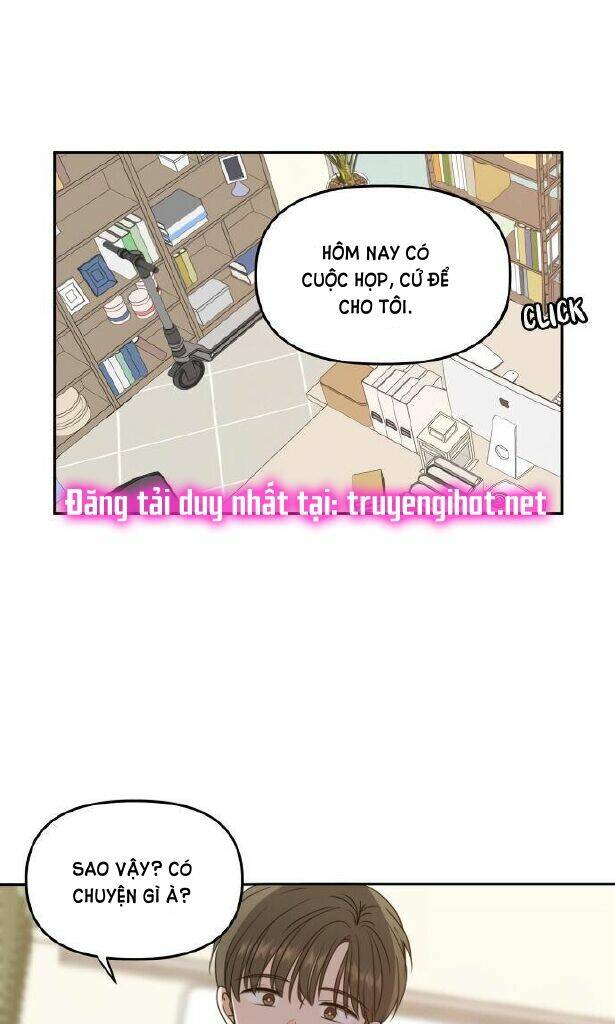 HÔM NAY CÓ
CUỘC HỌP, CỨ ĐỂ
CHO TÔI.
CLICK
Đăng tải duy nhất tại: truyengihot.net
SAO VẬY? CÓ
CHUYỆN GÌ À?